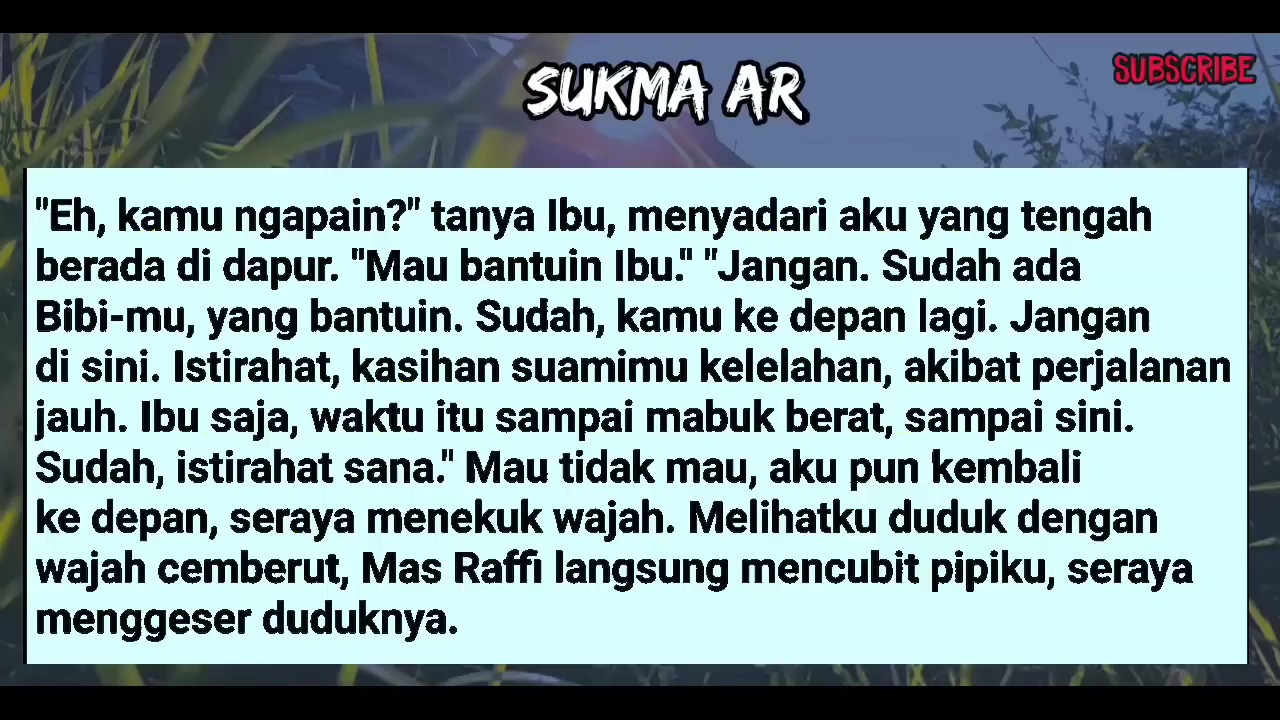 SUKMA AR
SUBSCRIBE
"Eh, kamu ngapain?" tanya Ibu, menyadari aku yang tengah
berada di dapur. "Mau bantuin Ibu." "Jangan. Sudah ada
Bibi-mu, yang bantuin. Sudah, kamu ke depan lagi. Jangan
di sini. Istirahat, kasihan suamimu kelelahan, akibat perjalanan
jauh. Ibu saja, waktu itu sampai mabuk berat, sampai sini.
Sudah, istirahat sana." Mau tidak mau, aku pun kembali
ke depan, seraya menekuk wajah. Melihatku duduk dengan
wajah cemberut, Mas Raffi langsung mencubit pipiku, seraya
menggeser duduknya.